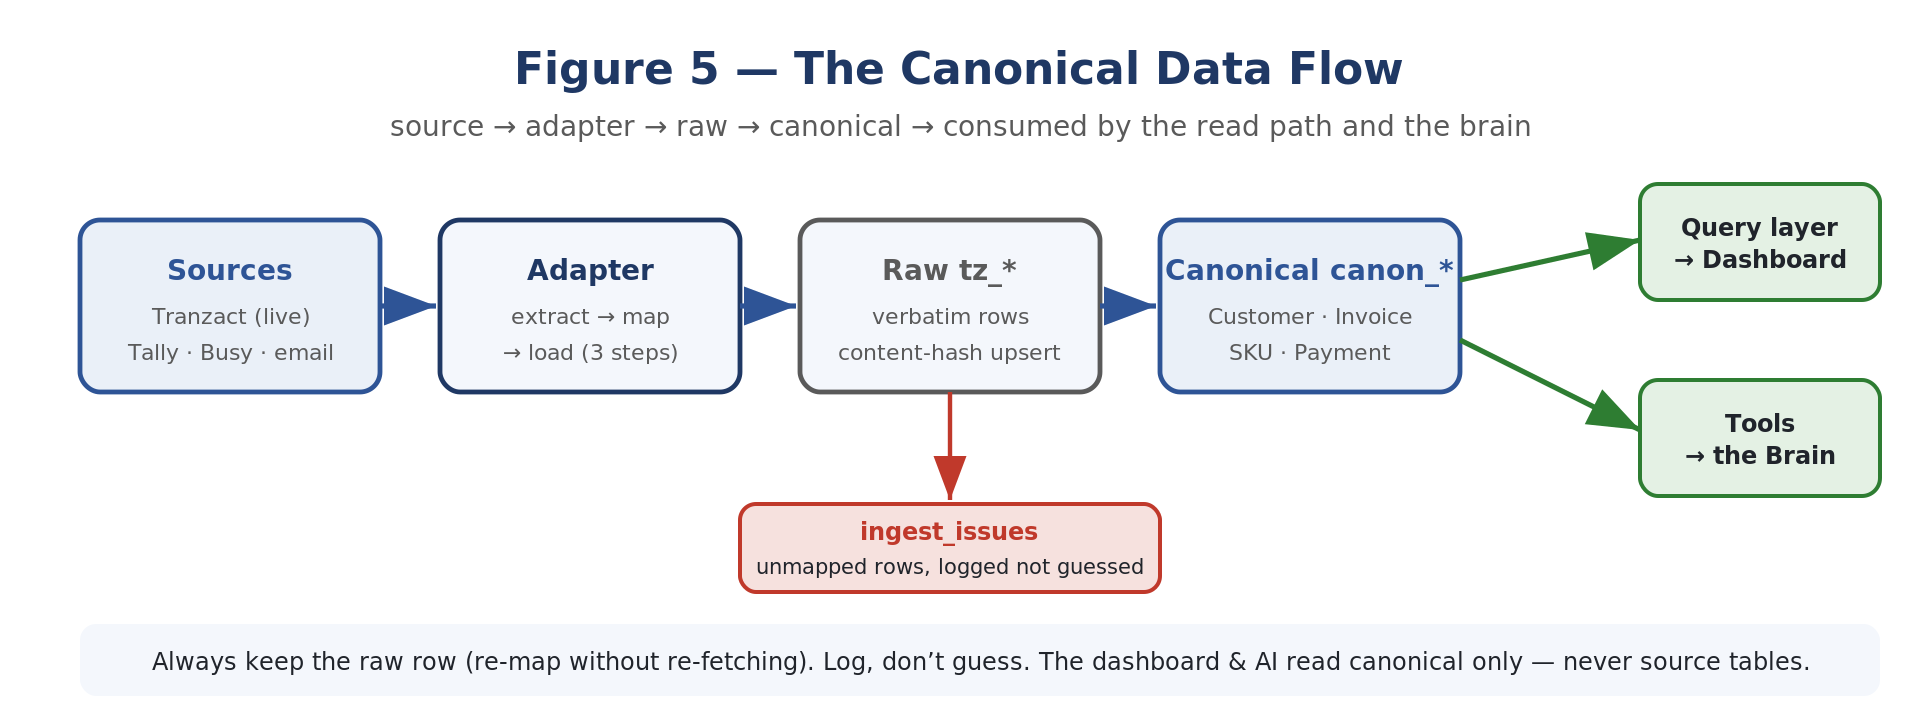 Figure 5 — The Canonical Data Flow
source → adapter → raw → canonical → consumed by the read path and the brain
Sources
Tranzact (live)
Tally · Busy · email
Adapter
extract → map
→ load (3 steps)
Raw tz_*
verbatim rows
content-hash upsert
Canonical canon_*
Customer · Invoice
SKU · Payment
Query layer
→ Dashboard
Tools
→ the Brain
ingest_issues
unmapped rows, logged not guessed
Always keep the raw row (re-map without re-fetching). Log, don’t guess. The dashboard & AI read canonical only — never source tables.